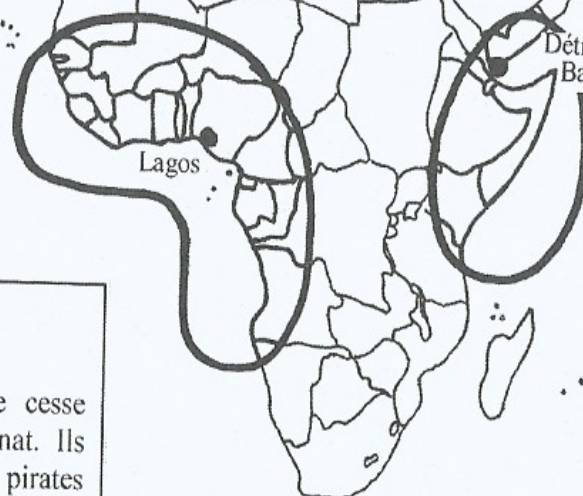 Détr
Ba
Lagos
e cesse
nat. Ils
pirates